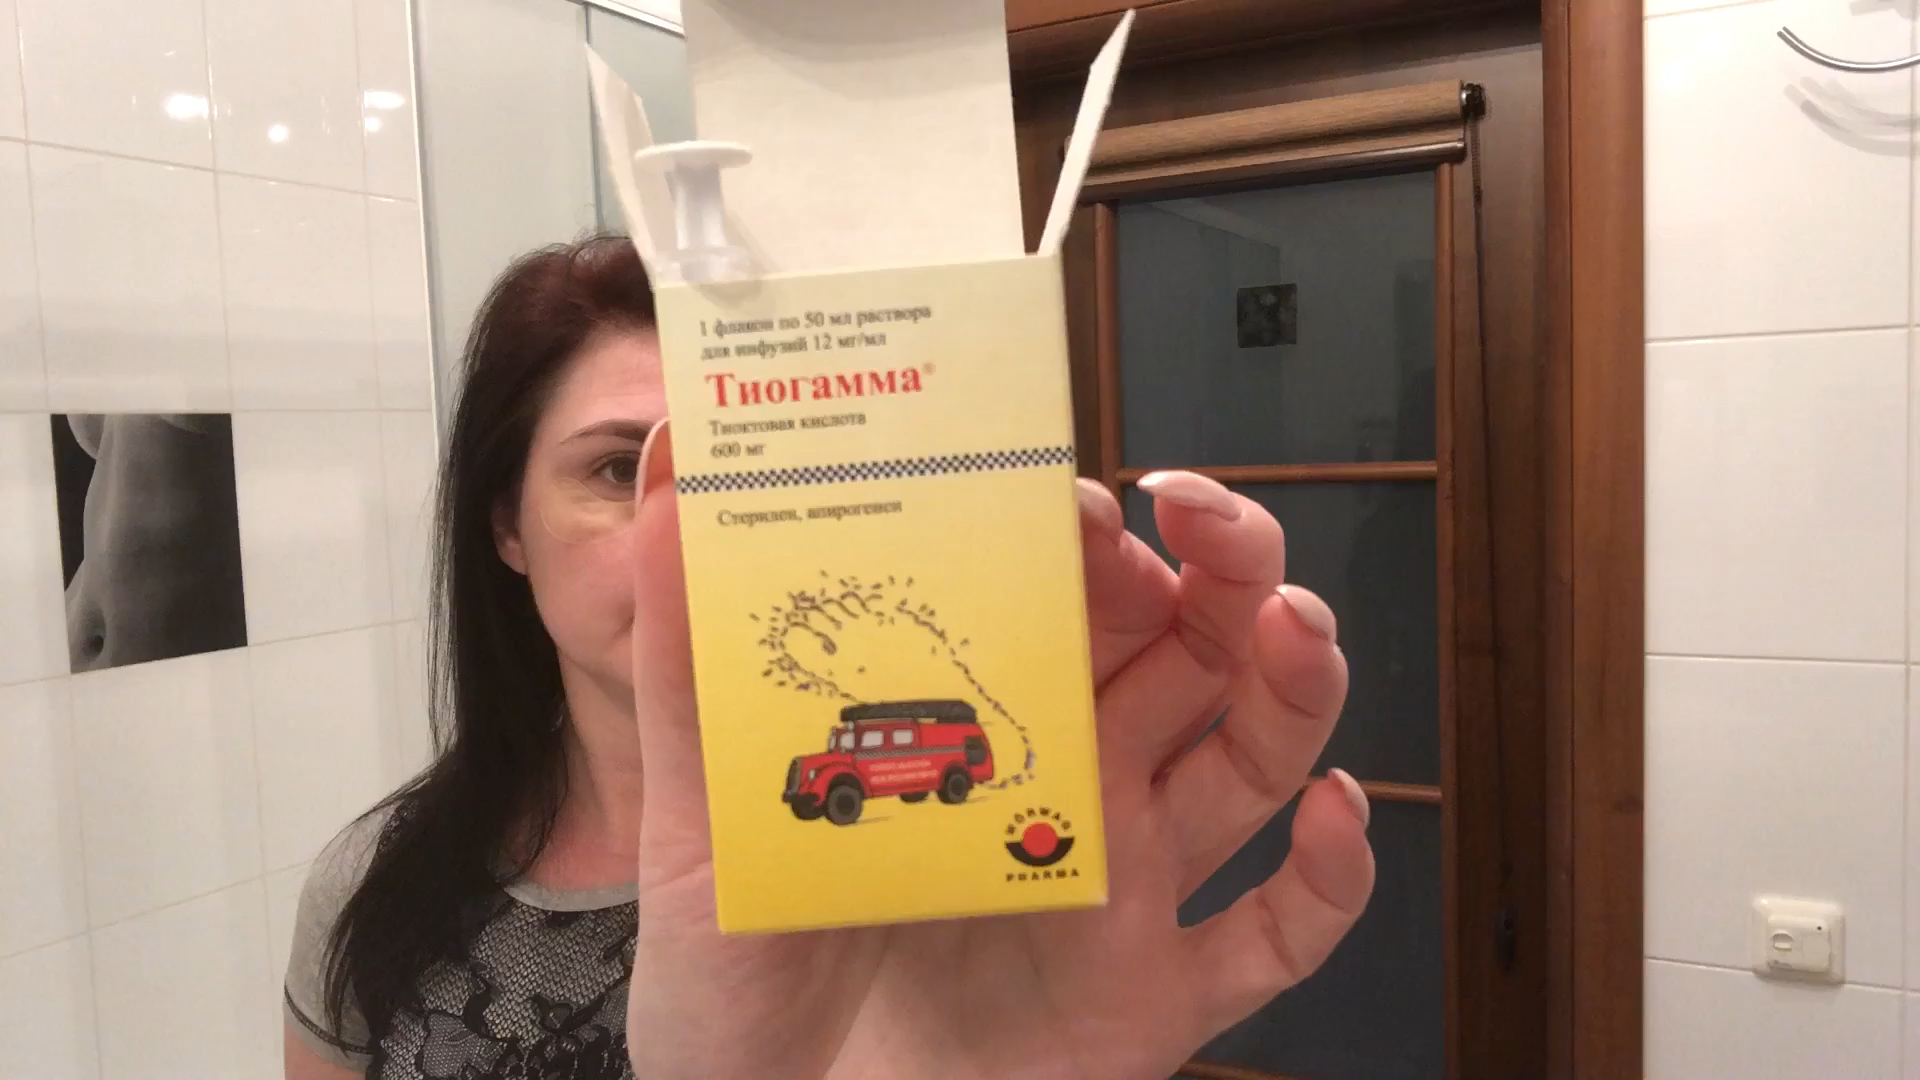 1 флакон по 50 мл раствора
для инфузий 12 мг/мл
Тиогамма®
Тиоктовая кислота
600 мг
Стерилен, апирогенен
WÖRWAG
PHARMA